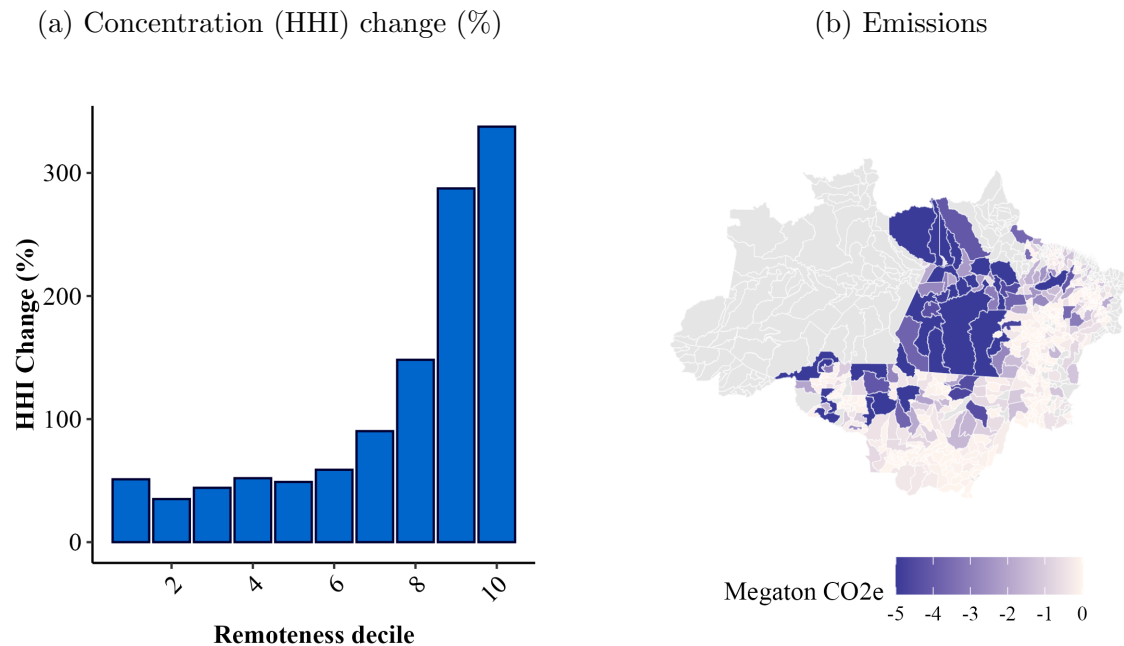 (a) Concentration (HHI) change (%)
HHI Change (%)
300
200
100
0
2
4
6
8
10
Remoteness decile
(b) Emissions
Megaton CO2e
-5 -4 -3 -2 -1 0